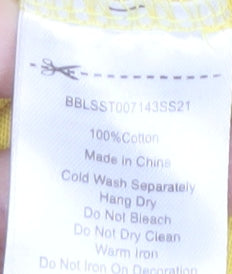 BBLSST007143SS21
100%Cotton
Made in China
Cold Wash Separately
Hang Dry
Do Not Bleach
Do Not Dry Clean
Warm Iron
Do Not Iron On Decoration